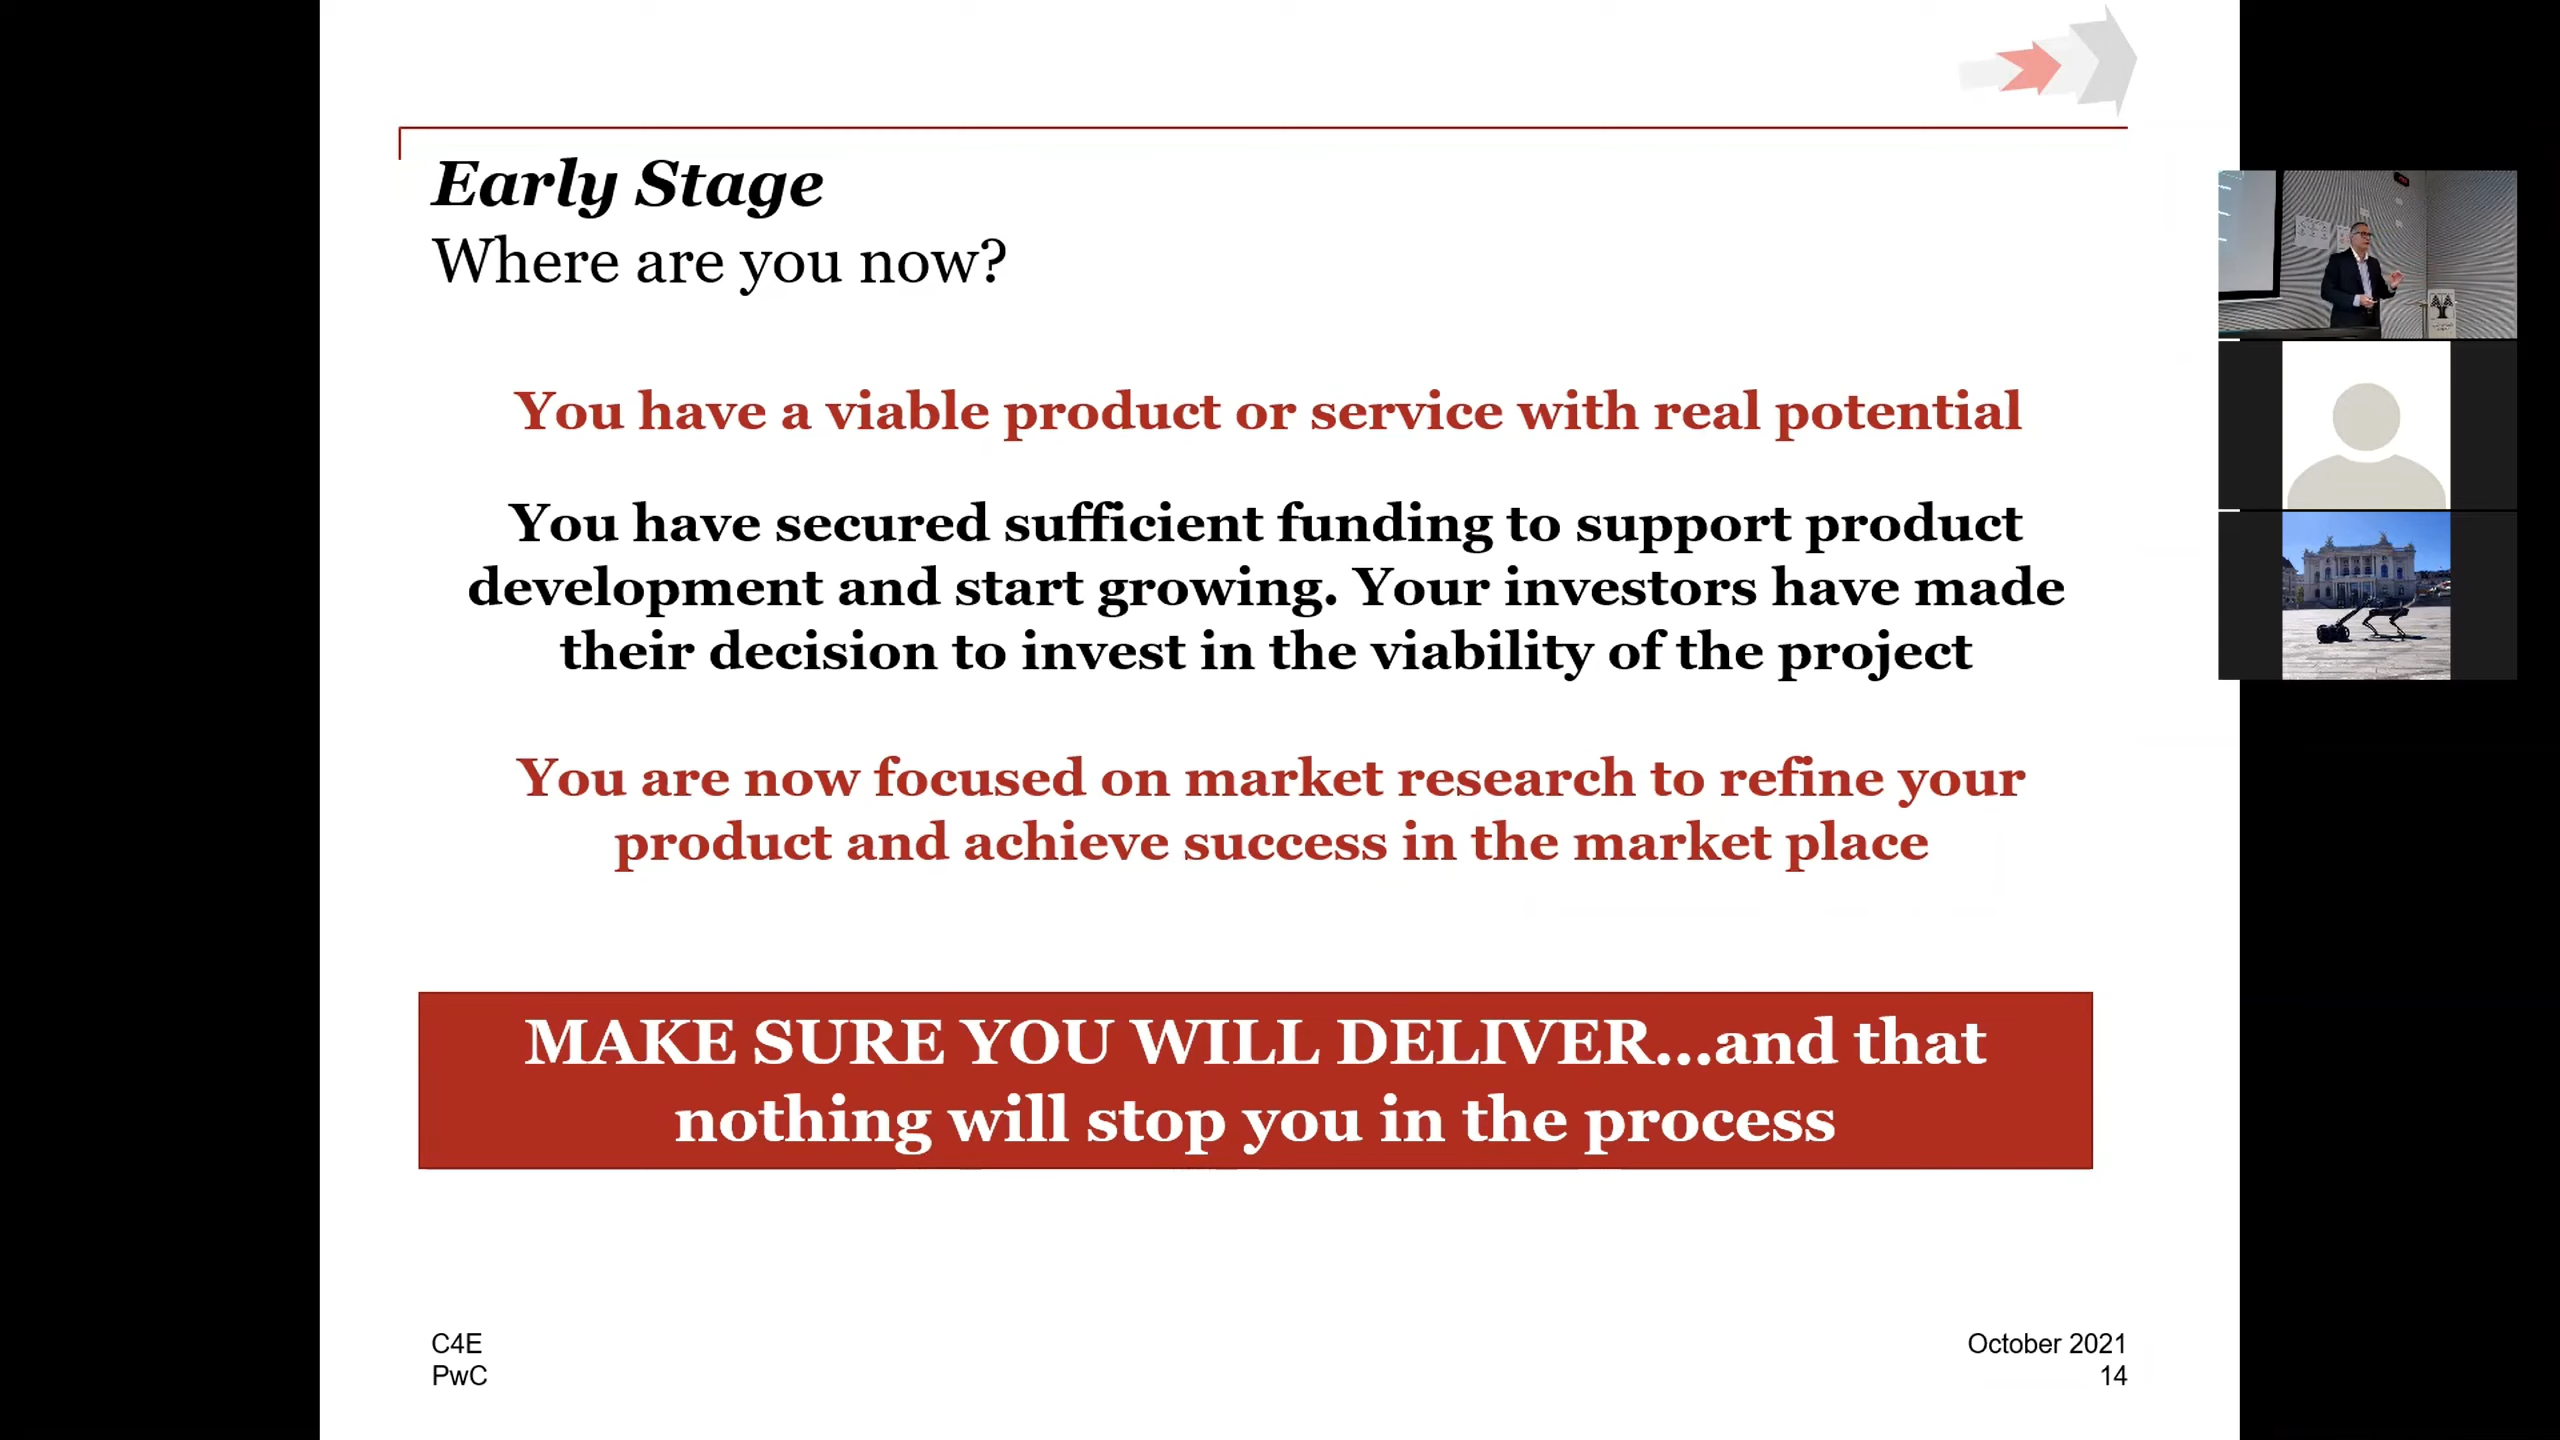 Early Stage
Where are you now?
You have a viable product or service with real potential
You have secured sufficient funding to support product
development and start growing. Your investors have made
their decision to invest in the viability of the project
You are now focused on market research to refine your
product and achieve success in the market place
MAKE SURE YOU WILL DELIVER...and that
nothing will stop you in the process
C4E
PwC
October 2021
14